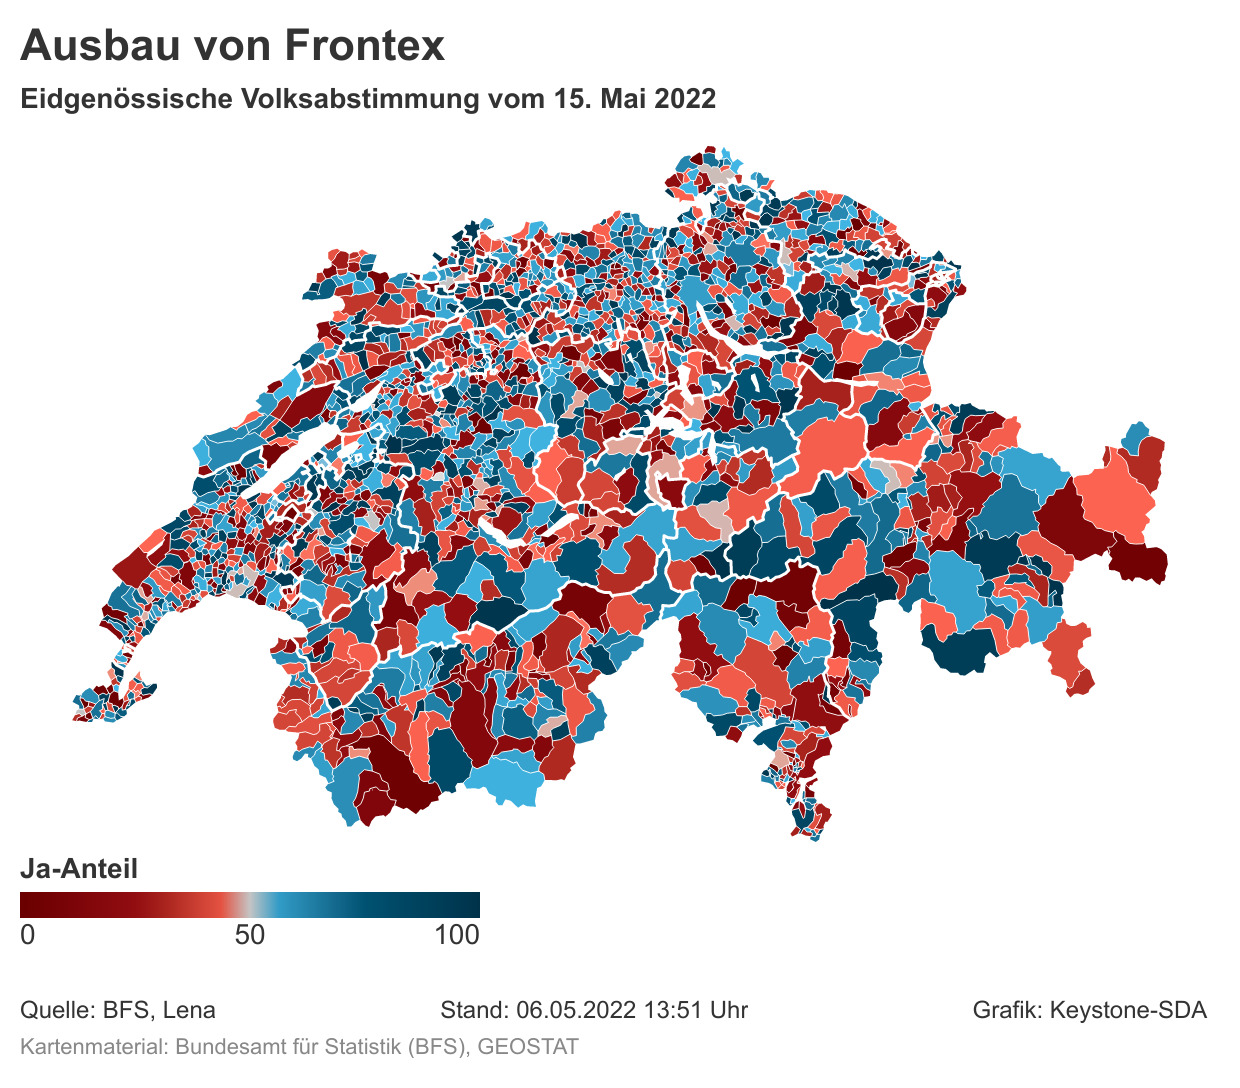 Ausbau von Frontex
Eidgenössische Volksabstimmung vom 15. Mai 2022
Ja-Anteil
0 50 100
Quelle: BFS, Lena Stand: 06.05.2022 13:51 Uhr Grafik: Keystone-SDA
Kartenmaterial: Bundesamt für Statistik (BFS), GEOSTAT